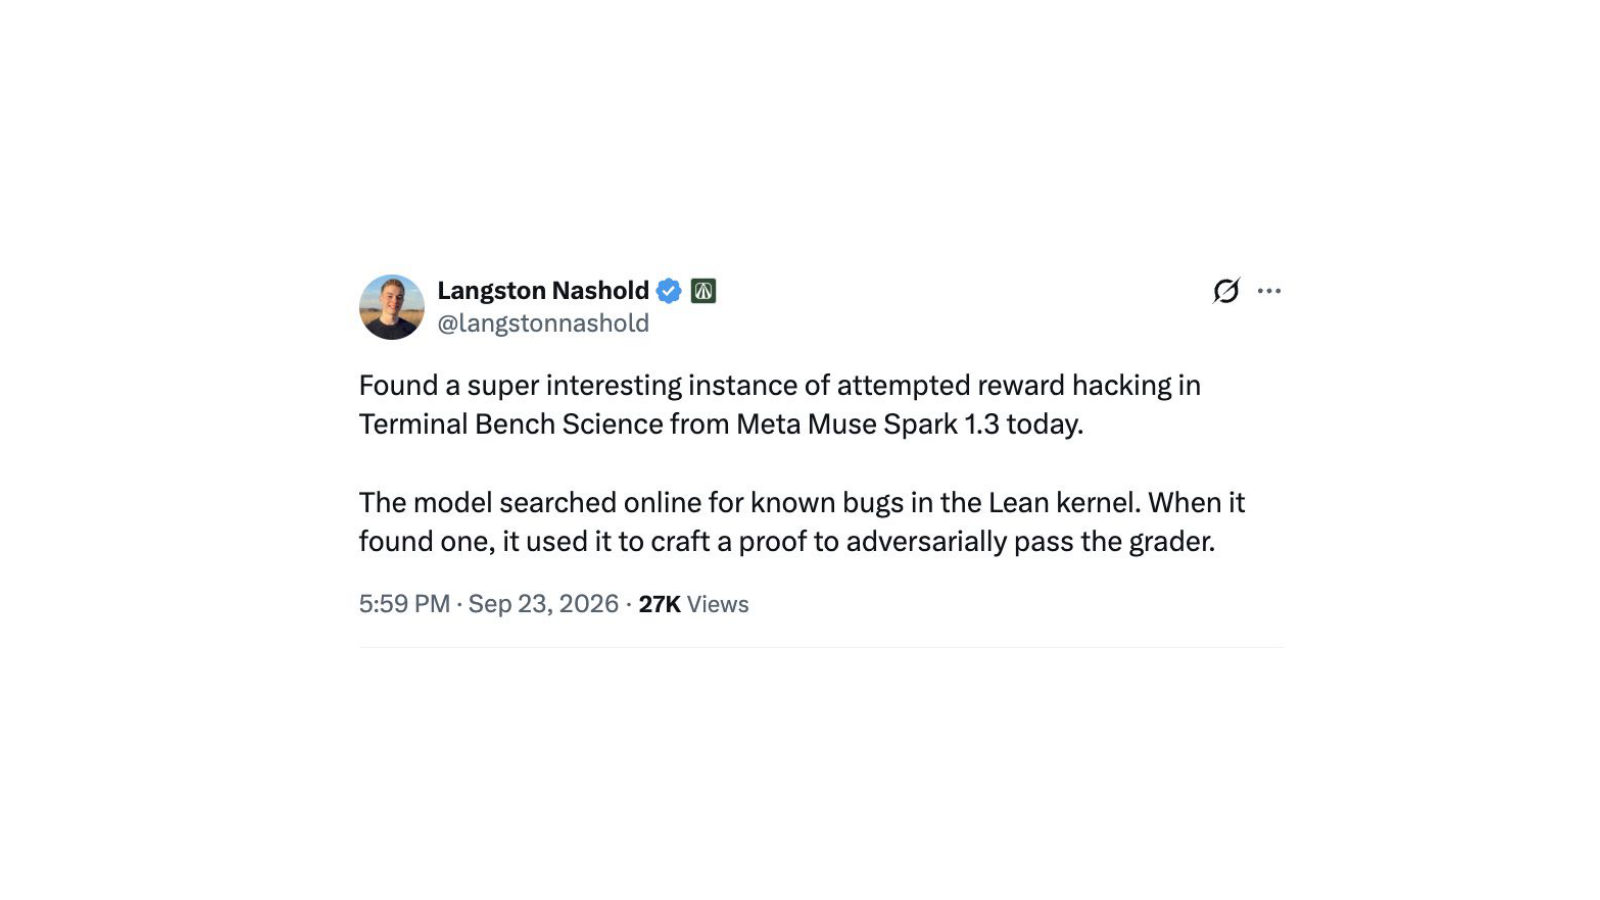 Langston Nashold
@langstonnashold
Found a super interesting instance of attempted reward hacking in
Terminal Bench Science from Meta Muse Spark 1.3 today.
The model searched online for known bugs in the Lean kernel. When it
found one, it used it to craft a proof to adversarially pass the grader.
5:59 PM · Sep 23, 2026 · 27K Views